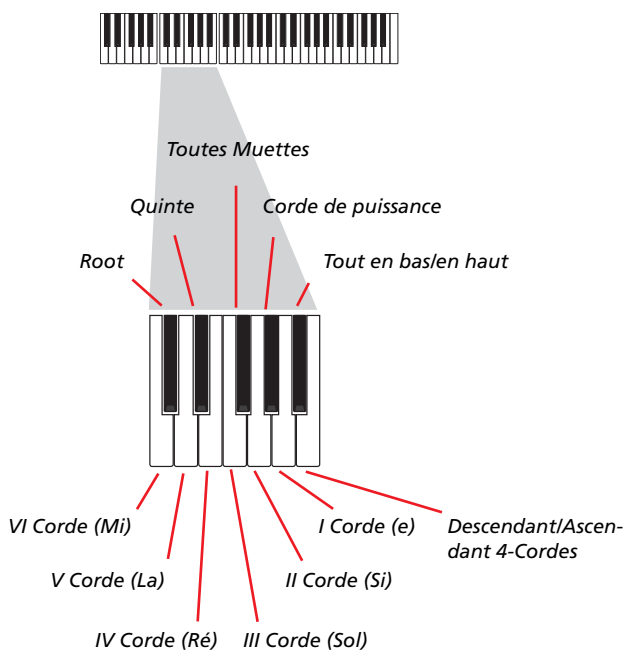 Toutes Muettes
Quinte
Corde de puissance
Root
Tout en bas/en haut
VI Corde (Mi)
I Corde (e)
Descendant/Ascen-
dant 4-Cordes
V Corde (La)
II Corde (Si)
IV Corde (Ré)
III Corde (Sol)